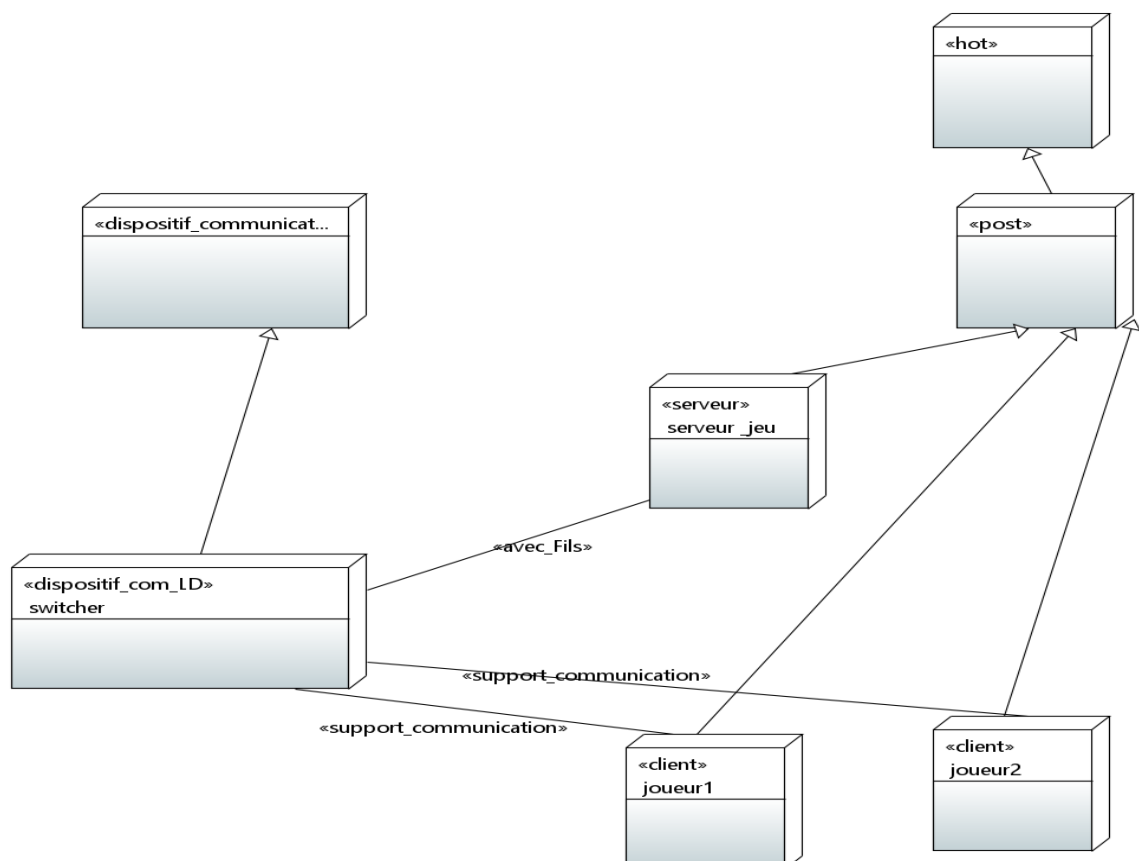 «hot»
«dispositif_communicat...
«post»
«serveur»
serveur _jeu
«avec_Fils»
«dispositif_com_LD»
switcher
«support_communication»
«support_communication»
«client»
joueur1
«client»
joueur2